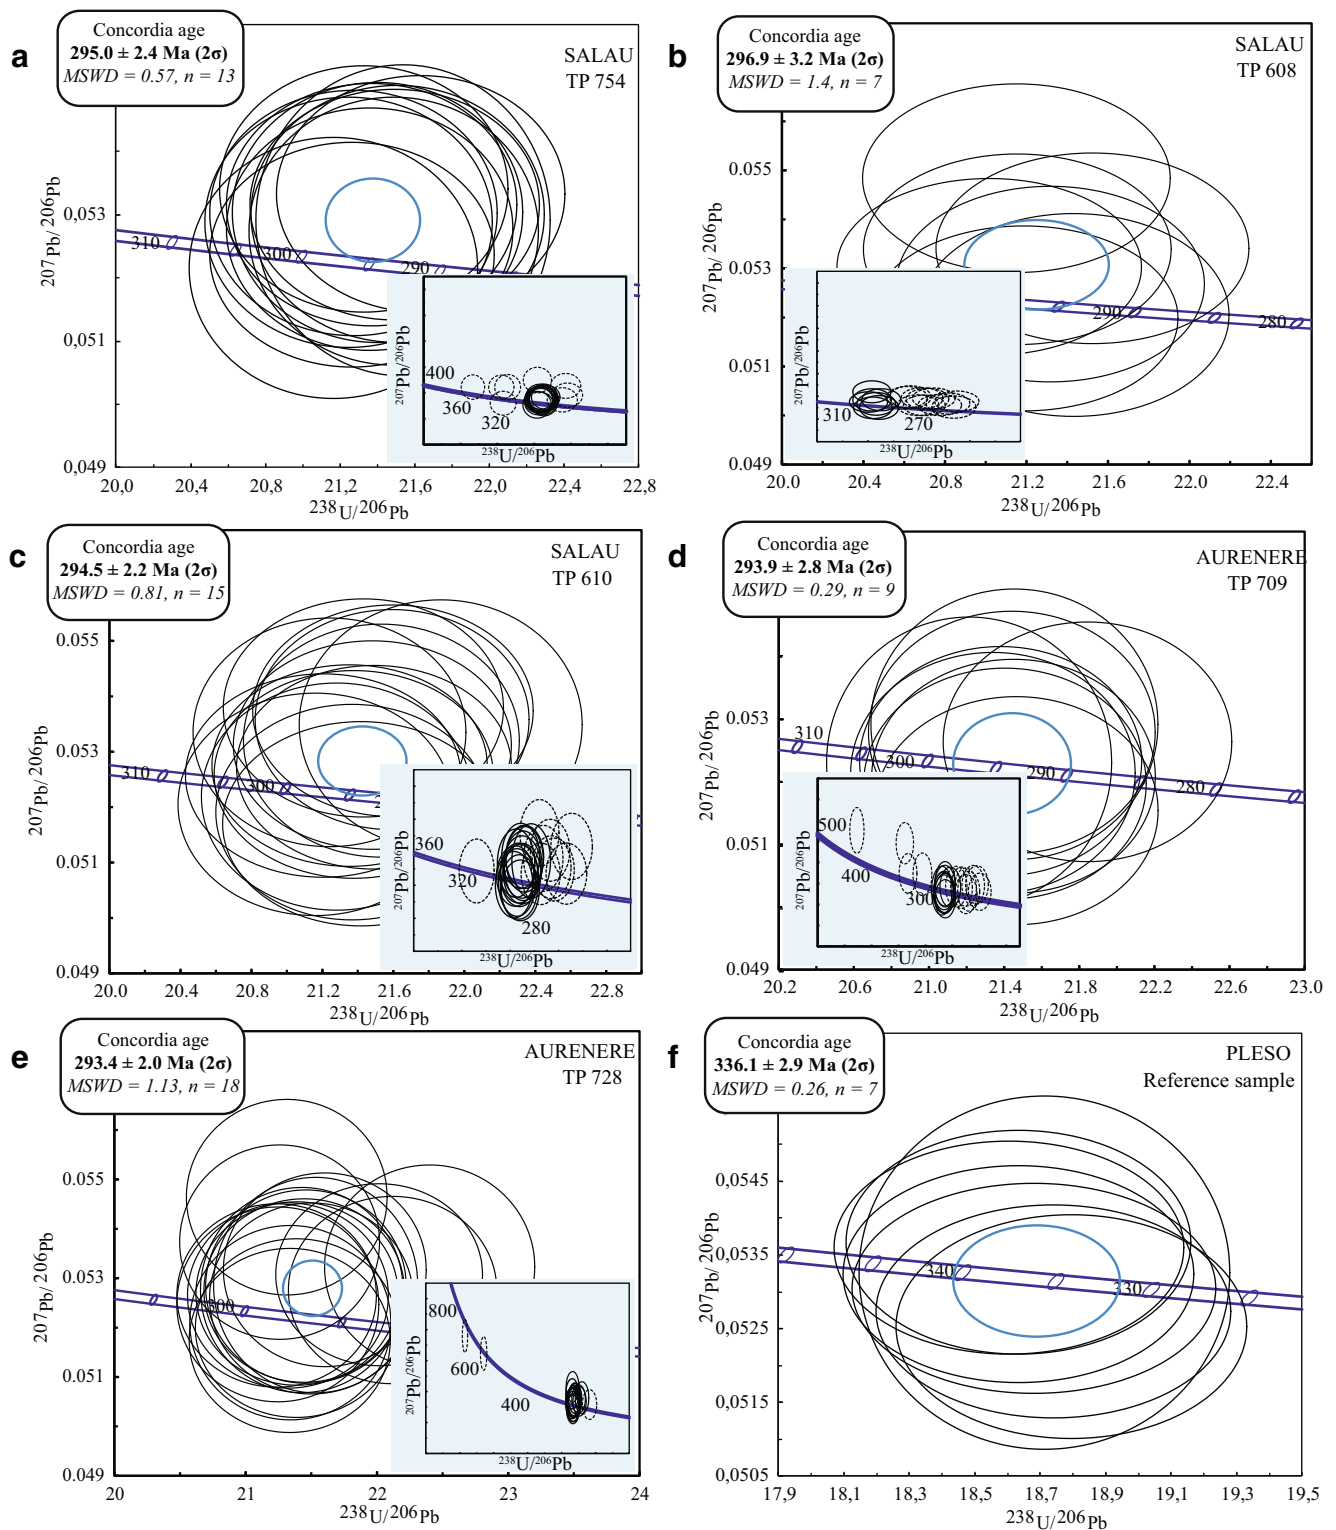 a
Concordia age
295.0 ± 2.4 Ma (2σ)
MSWD = 0.57, n = 13
SALAU
TP 754
207Pb/ 206Pb
0,053
0,051
0,049
310
300
290
20,0 20,4 20,8 21,2 21,6 22,0 22,4 22,8
238U/206Pb
207Pb/206Pb
400
360
320
238U/206Pb
b
Concordia age
296.9 ± 3.2 Ma (2σ)
MSWD = 1.4, n = 7
SALAU
TP 608
207Pb/ 206Pb
0.055
0.053
0.051
0.049
290
280
20.0 20.4 20.8 21.2 21.6 22.0 22.4
238U/206Pb
207Pb/206Pb
310
270
238U/206Pb
c
Concordia age
294.5 ± 2.2 Ma (2σ)
MSWD = 0.81, n = 15
SALAU
TP 610
207Pb/ 206Pb
0.055
0.053
0.051
0.049
310
300
20.0 20.4 20.8 21.2 21.6 22.0 22.4 22.8
238U/206Pb
207Pb/206Pb
360
320
280
238U/206Pb
d
Concordia age
293.9 ± 2.8 Ma (2σ)
MSWD = 0.29, n = 9
AURENERE
TP 709
207Pb/ 206Pb
0.053
0.051
0.049
310
300
290
280
20.2 20.6 21.0 21.4 21.8 22.2 22.6 23.0
238U/206Pb
207Pb/206Pb
500
400
300
238U/206Pb
e
Concordia age
293.4 ± 2.0 Ma (2σ)
MSWD = 1.13, n = 18
AURENERE
TP 728
207Pb/ 206Pb
0.055
0.053
0.051
0.049
300
20 21 22 23 24
238U/206Pb
207Pb/206Pb
800
600
400
238U/206Pb
f
Concordia age
336.1 ± 2.9 Ma (2σ)
MSWD = 0.26, n = 7
PLESO
Reference sample
207Pb/ 206Pb
0,0545
0,0535
0,0525
0,0515
0,0505
340
330
17,9 18,1 18,3 18,5 18,7 18,9 19,1 19,3 19,5
238U/206Pb